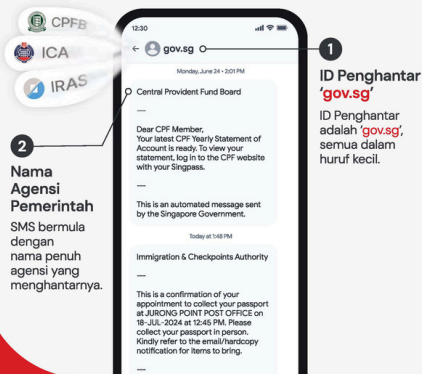 CPFB
ICA
IRAS
12:30
gov.sg
Monday, June 24 • 2:01 PM
Central Provident Fund Board
---
Dear CPF Member,
Your latest CPF Yearly Statement of
Account is ready. To view your
statement, log in to the CPF website
with your Singpass.
---
This is an automated message sent
by the Singapore Government.
Today at 1:48 PM
Immigration & Checkpoints Authority
---
This is a confirmation of your
appointment to collect your passport
at JURONG POINT POST OFFICE on
18-JUL-2024 at 12:45 PM. Please
collect your passport in person.
Kindly refer to the email/hardcopy
notification for items to bring.
---
1
ID Penghantar
'gov.sg'
ID Penghantar
adalah 'gov.sg',
semua dalam
huruf kecil.
2
Nama
Agensi
Pemerintah
SMS bermula
dengan
nama penuh
agensi yang
menghantarnya.